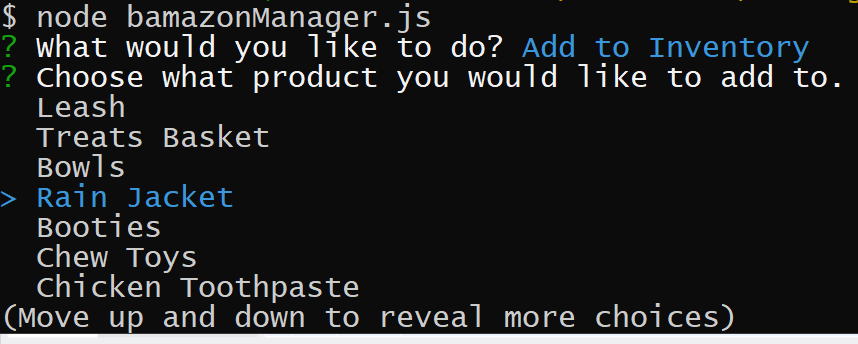 $ node bamazonManager.js
? What would you like to do? Add to Inventory
? Choose what product you would like to add to.
  Leash
  Treats Basket
  Bowls
> Rain Jacket
  Booties
  Chew Toys
  Chicken Toothpaste
(Move up and down to reveal more choices)